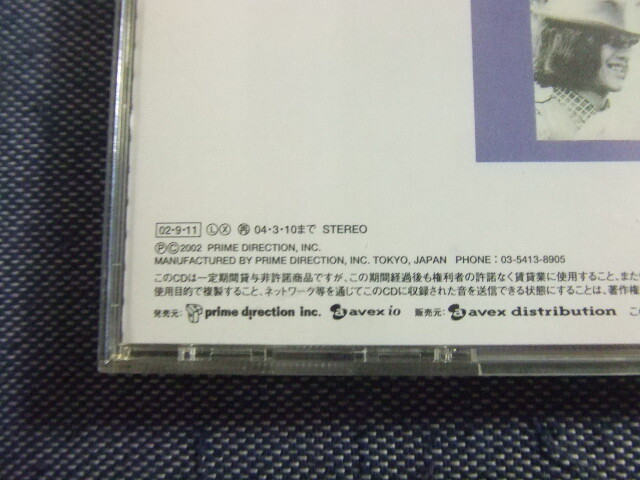 02-9-11 Ⓛ Ⓧ ㊞ 04・3・10まで STEREO
ⓅⒸ2002 PRIME DIRECTION, INC.
MANUFACTURED BY PRIME DIRECTION, INC. TOKYO, JAPAN PHONE : 03-5413-8905
このCDは一定期間貸与非許諾商品ですが、この期間経過後も権利者の許諾なく賃貸業に使用すること、また
使用目的で複製すること、ネットワーク等を通じてこのCDに収録された音を送信できる状態にすることは、著作権
発売元: prime direction inc. avex io 販売元: avex distribution こ